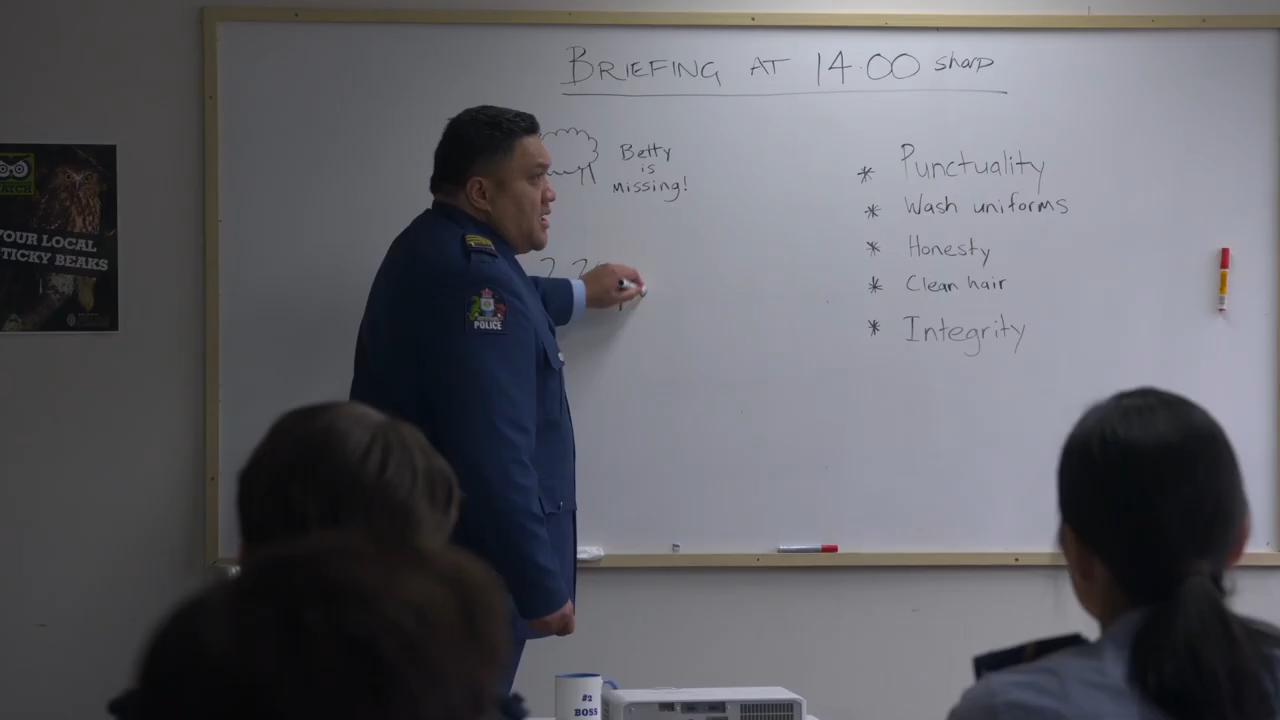 BRIEFING AT 14.00 sharp
Betty
is
missing!
* Punctuality
* Wash uniforms
* Honesty
* Clean hair
* Integrity
YOUR LOCAL
STICKY BEAKS
POLICE
#2
BOSS